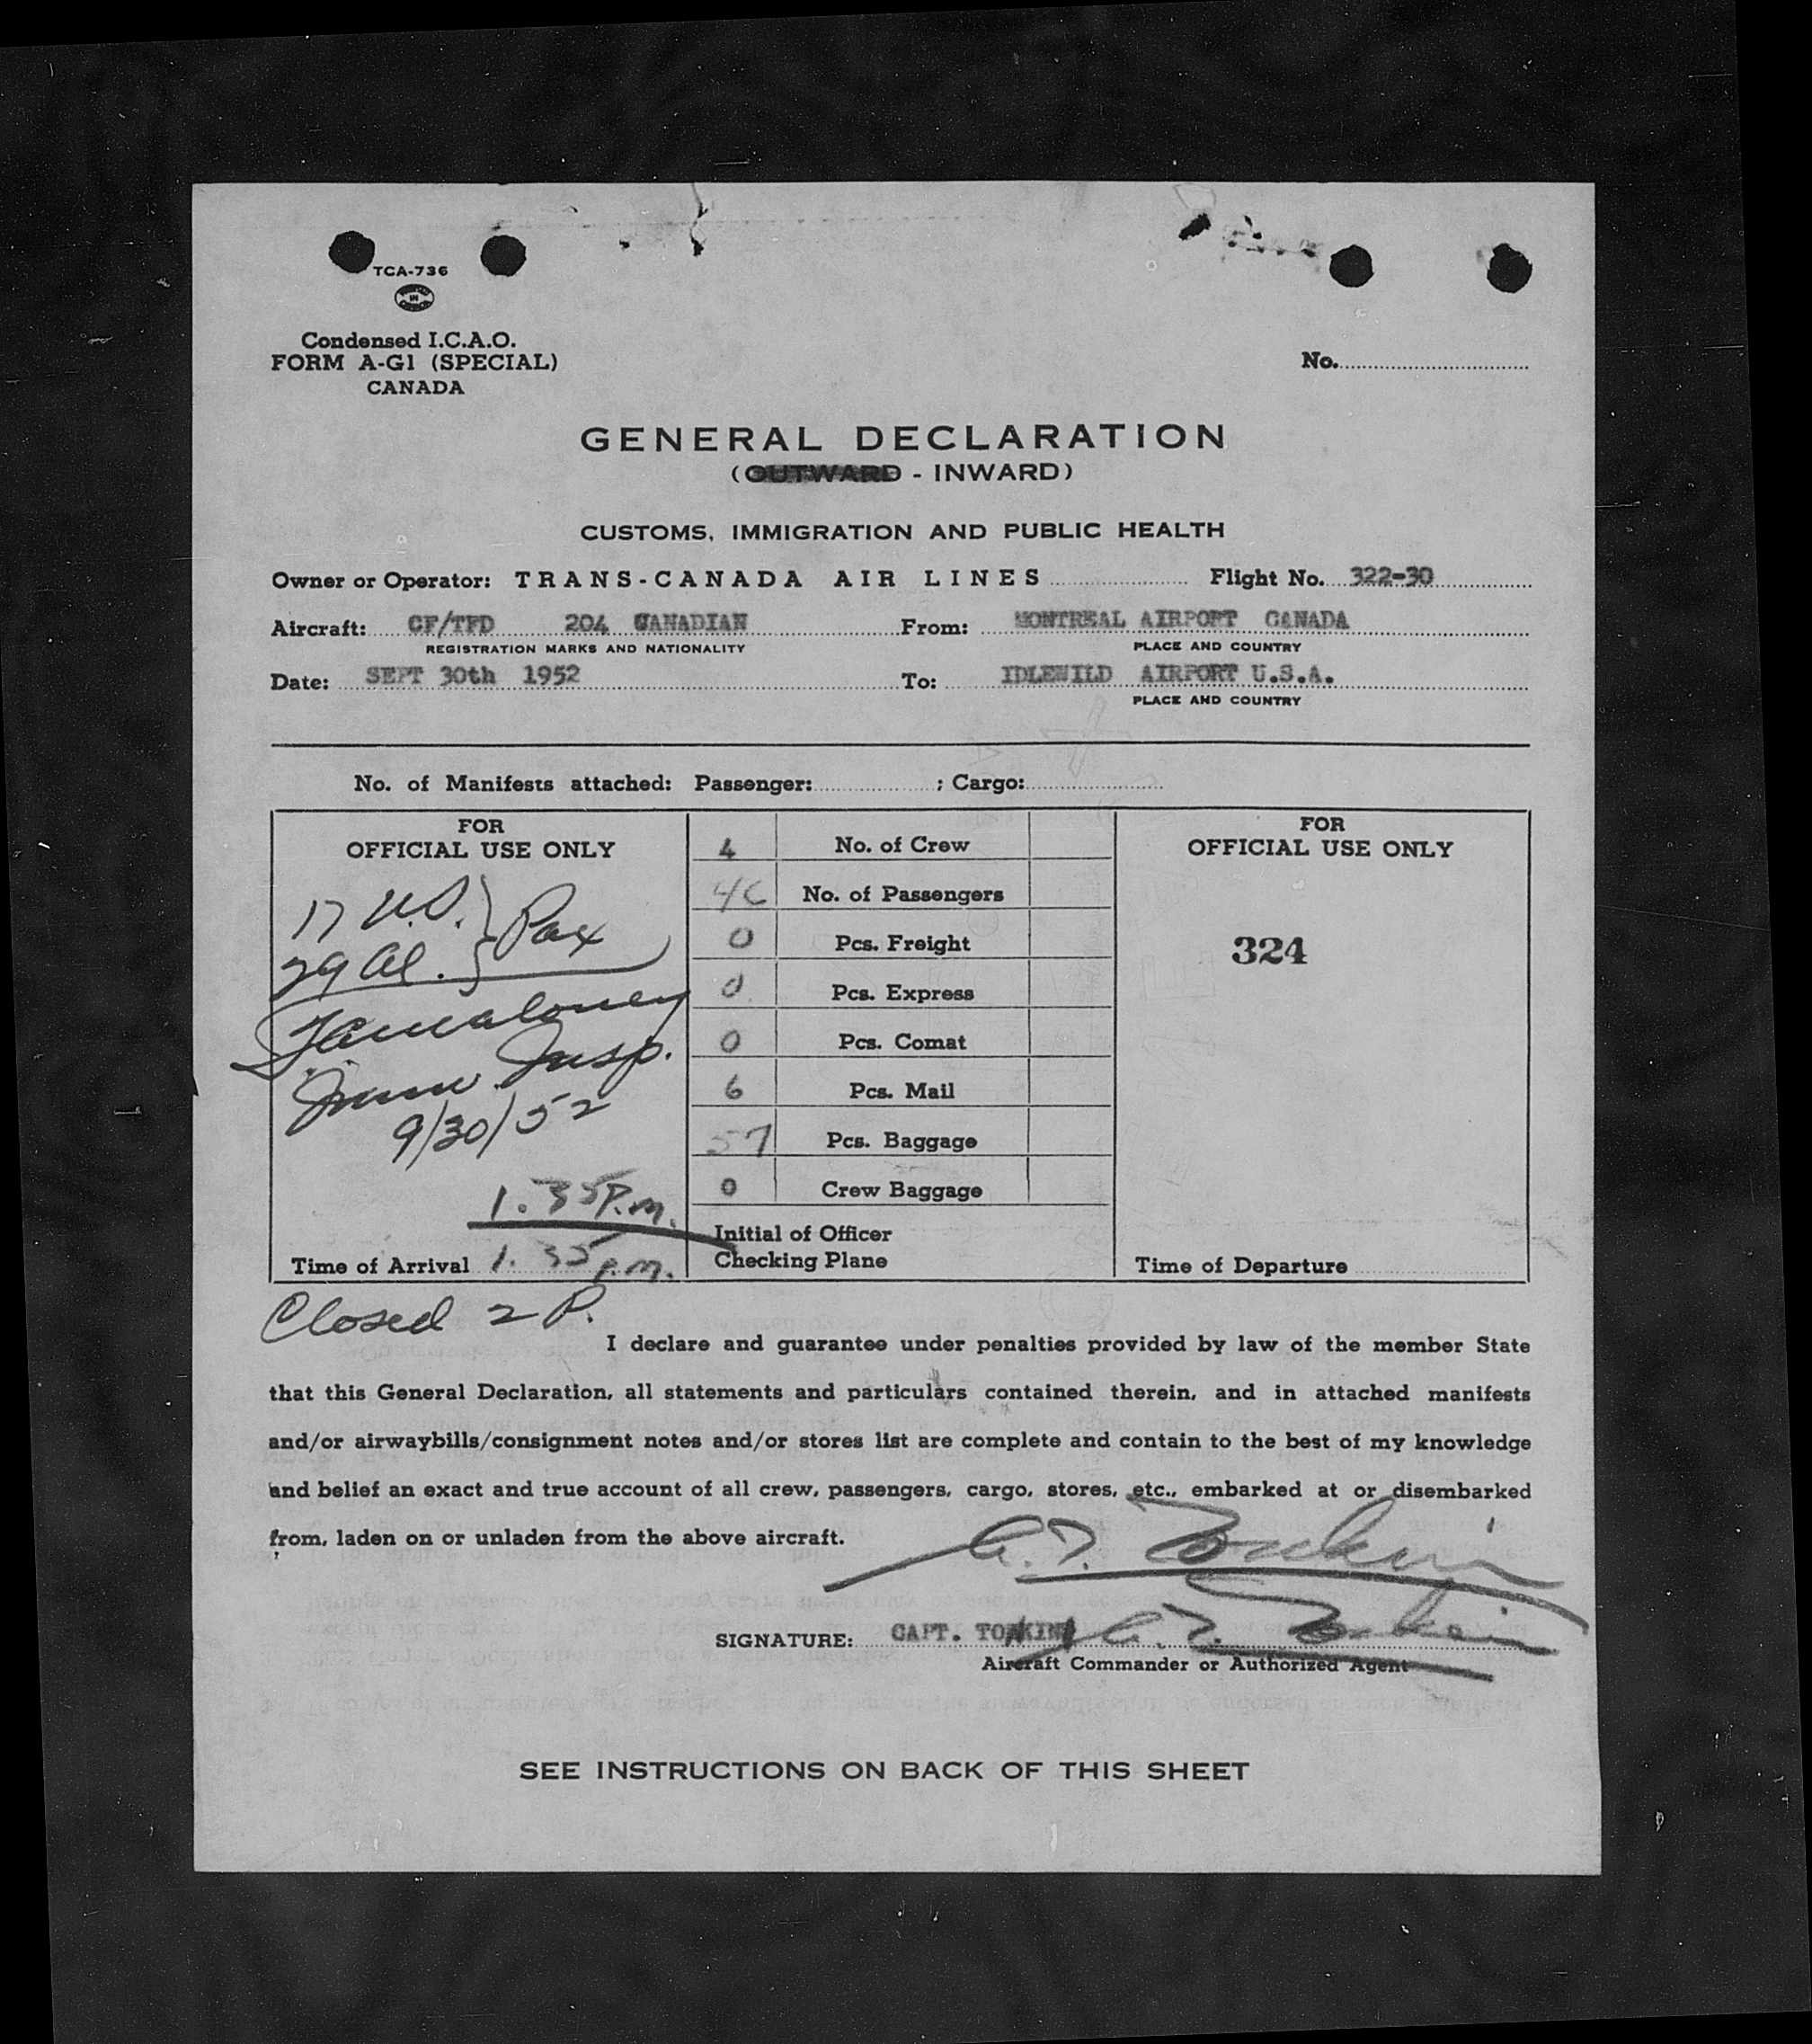 TCA-736
Condensed I.C.A.O.
FORM A-G1 (SPECIAL)
CANADA
No.
GENERAL DECLARATION
(OUTWARD - INWARD)
CUSTOMS, IMMIGRATION AND PUBLIC HEALTH
Owner or Operator: TRANS-CANADA AIR LINES Flight No. 322-30
Aircraft: CF/TFD 204 CANADIAN From: MONTREAL AIRPORT CANADA
REGISTRATION MARKS AND NATIONALITY PLACE AND COUNTRY
Date: SEPT 30th 1952 To: IDLEWILD AIRPORT U.S.A.
PLACE AND COUNTRY
No. of Manifests attached: Passenger: ; Cargo:
FOR
OFFICIAL USE ONLY
17 U.S. } Pax
29 Al.
Imm. Insp.
9/30/52
1.35 P.m.
Time of Arrival 1.35 p.m.
4 No. of Crew
46 No. of Passengers
0 Pcs. Freight
0 Pcs. Express
0 Pcs. Comat
6 Pcs. Mail
57 Pcs. Baggage
0 Crew Baggage
Initial of Officer
Checking Plane
FOR
OFFICIAL USE ONLY
324
Time of Departure
Closed 2 P.
I declare and guarantee under penalties provided by law of the member State
that this General Declaration, all statements and particulars contained therein, and in attached manifests
and/or airwaybills/consignment notes and/or stores list are complete and contain to the best of my knowledge
and belief an exact and true account of all crew, passengers, cargo, stores, etc., embarked at or disembarked
from, laden on or unladen from the above aircraft.
SIGNATURE: CAPT.
Aircraft Commander or Authorized Agent
SEE INSTRUCTIONS ON BACK OF THIS SHEET